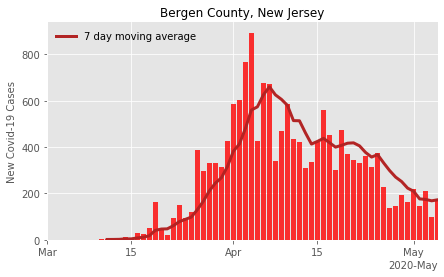 Bergen County, New Jersey
7 day moving average
New Covid-19 Cases
800
600
400
200
0
Mar
15
Apr
15
May
2020-May